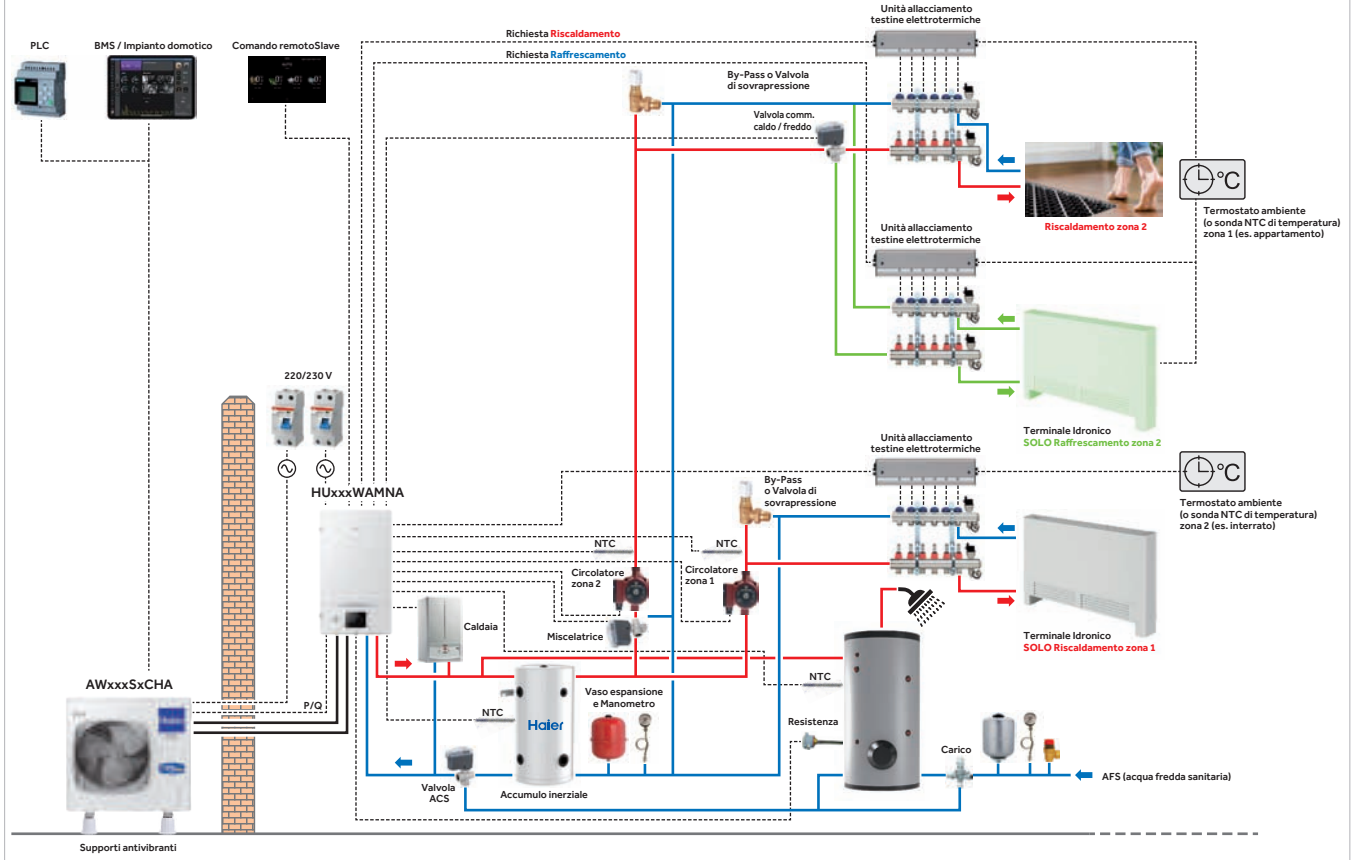 PLC
BMS / Impianto domotico
Comando remotoSlave
Richiesta Riscaldamento
Richiesta Raffrescamento
Unità allacciamento
testine elettrotermiche
By-Pass o Valvola
di sovrapressione
Valvola comm.
caldo / freddo
°C
Termostato ambiente
(o sonda NTC di temperatura)
zona 1 (es. appartamento)
Riscaldamento zona 2
Unità allacciamento
testine elettrotermiche
Terminale Idronico
SOLO Raffrescamento zona 2
220/230 V
HUxxxWAMNA
Unità allacciamento
testine elettrotermiche
By-Pass
o Valvola di
sovrapressione
°C
Termostato ambiente
(o sonda NTC di temperatura)
zona 2 (es. interrato)
NTC
NTC
Circolatore
zona 2
Circolatore
zona 1
Caldaia
Miscelatrice
Terminale Idronico
SOLO Riscaldamento zona 1
AWxxxSxCHA
P/Q
NTC
Haier
Vaso espansione
e Manometro
NTC
Resistenza
Carico
Valvola
ACS
Accumulo inerziale
AFS (acqua fredda sanitaria)
Supporti antivibranti